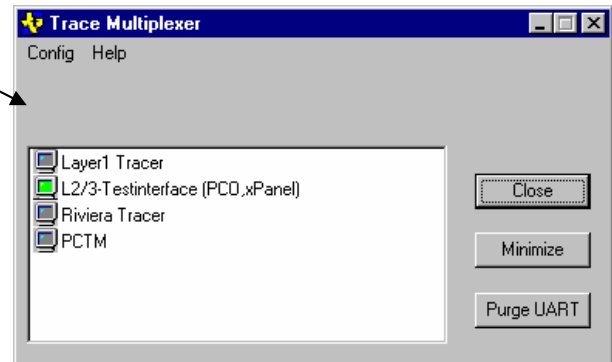 Trace Multiplexer
Config Help
Layer1 Tracer
L2/3-Testinterface (PCO,xPanel)
Riviera Tracer
PCTM
Close
Minimize
Purge UART